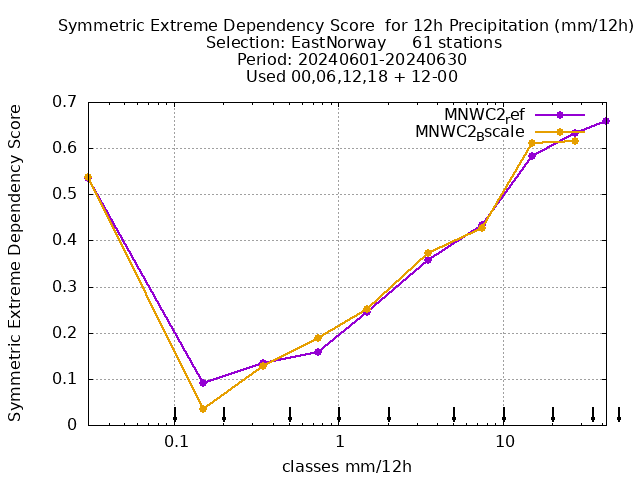 Symmetric Extreme Dependency Score  for 12h Precipitation (mm/12h)
Selection: EastNorway     61 stations
Period: 20240601-20240630
Used 00,06,12,18 + 12-00
Symmetric Extreme Dependency Score
0.7
0.6
0.5
0.4
0.3
0.2
0.1
0
MNWC2ref
MNWC2Bscale
0.1
1
10
classes mm/12h